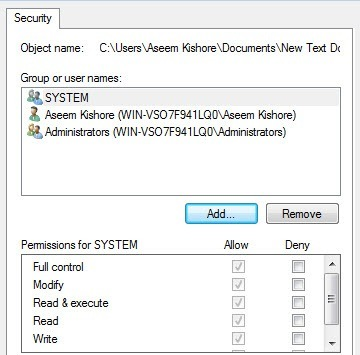 Security
Object name: C:\Users\Aseem Kishore\Documents\New Text Do
Group or user names:
SYSTEM
Aseem Kishore (WIN-VSO7F941LQ0\Aseem Kishore)
Administrators (WIN-VSO7F941LQ0\Administrators)
Add... Remove
Permissions for SYSTEM Allow Deny
Full control
Modify
Read & execute
Read
Write